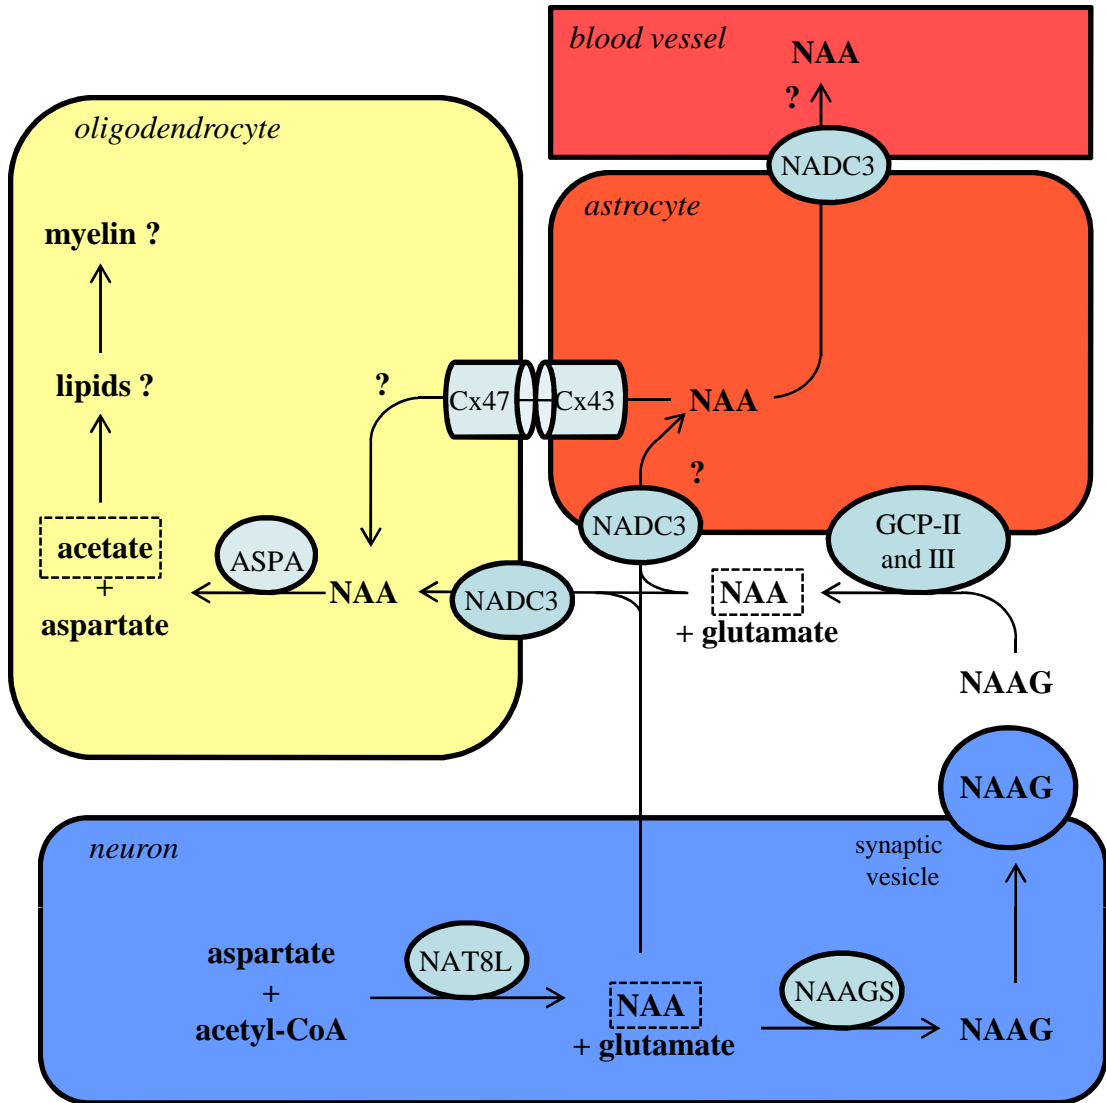 blood vessel
NAA
?
NADC3
oligodendrocyte
astrocyte
myelin ?
lipids ?
?
Cx47
Cx43
NAA
?
acetate
+
aspartate
ASPA
NAA
NADC3
NADC3
GCP-II
and III
NAA
+ glutamate
NAAG
NAAG
synaptic
vesicle
neuron
aspartate
+
acetyl-CoA
NAT8L
NAA
+ glutamate
NAAGS
NAAG